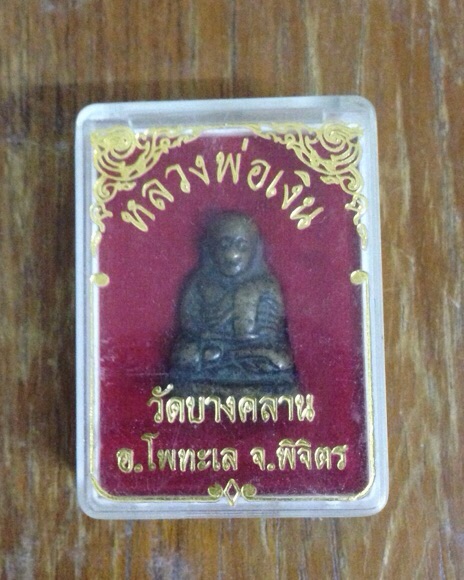 หลวงพ่อเงิน
วัดบางคลาน
อ.โพทะเล จ.พิจิตร